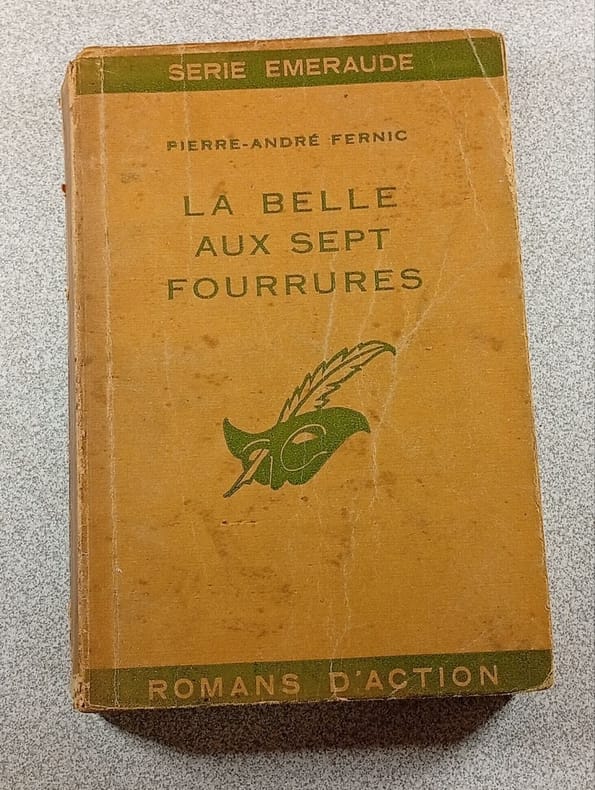 SERIE EMERAUDE
PIERRE-ANDRÉ FERNIC
LA BELLE
AUX SEPT
FOURRURES
ROMANS D'ACTION